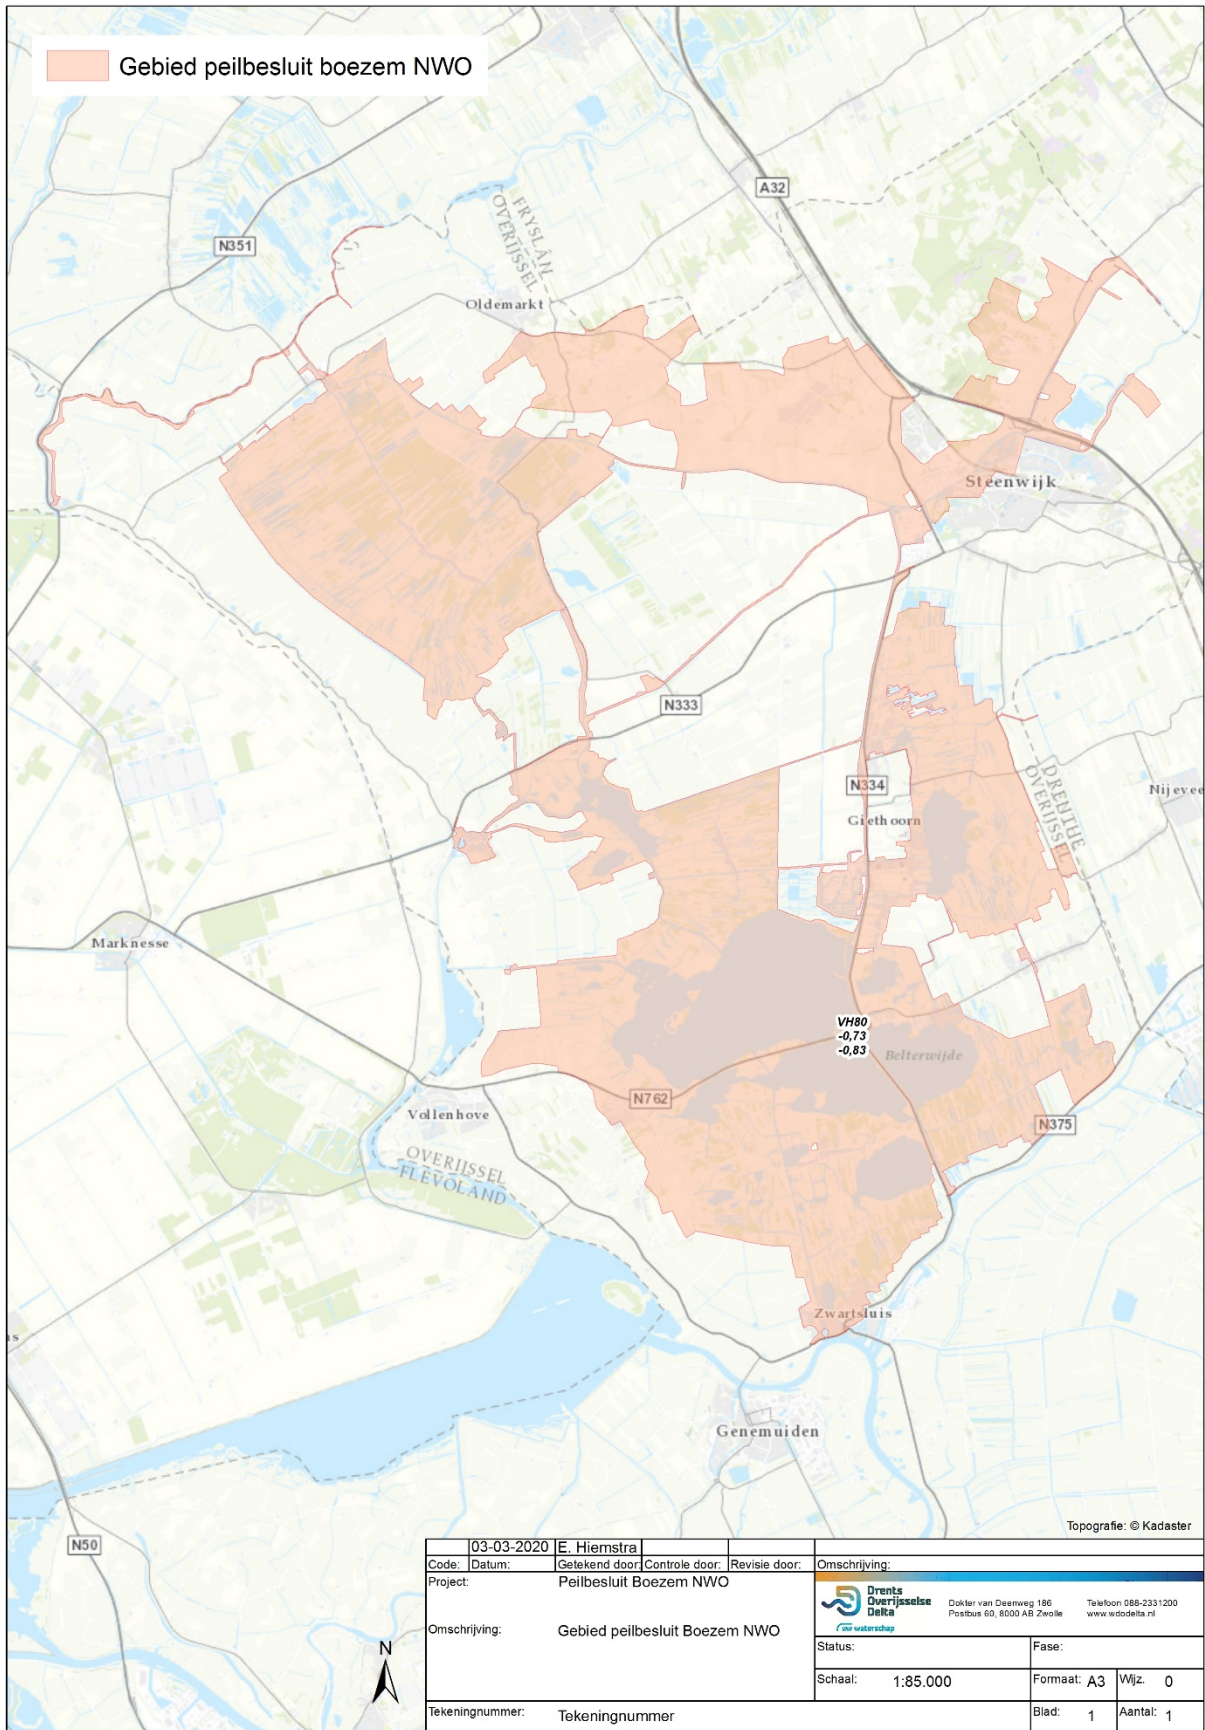 Gebied peilbesluit boezem NWO
A32
FRYSLÂN
OVERIJSSEL
N351
Oldemarkt
Steenwijk
N333
N334
DRENTHE
OVERIJSSEL
Nijevee
Giethoorn
Marknesse
VH80
-0,73
-0,83
Belterwijde
N762
Vollenhove
N375
OVERIJSSEL
FLEVOLAND
Zwartsluis
ns
Genemuiden
N50
Topografie: © Kadaster
N
03-03-2020 E. Hiemstra
Code: Datum: Getekend door: Controle door: Revisie door: Omschrijving:
Project: Peilbesluit Boezem NWO
Drents
Overijsselse
Delta
uw waterschap
Dokter van Deenweg 186
Postbus 60, 8000 AB Zwolle
Telefoon 088-2331200
www.wdodelta.nl
Omschrijving: Gebied peilbesluit Boezem NWO
Status: Fase:
Schaal: 1:85.000 Formaat: A3 Wijz. 0
Tekeningnummer: Tekeningnummer Blad: 1 Aantal: 1